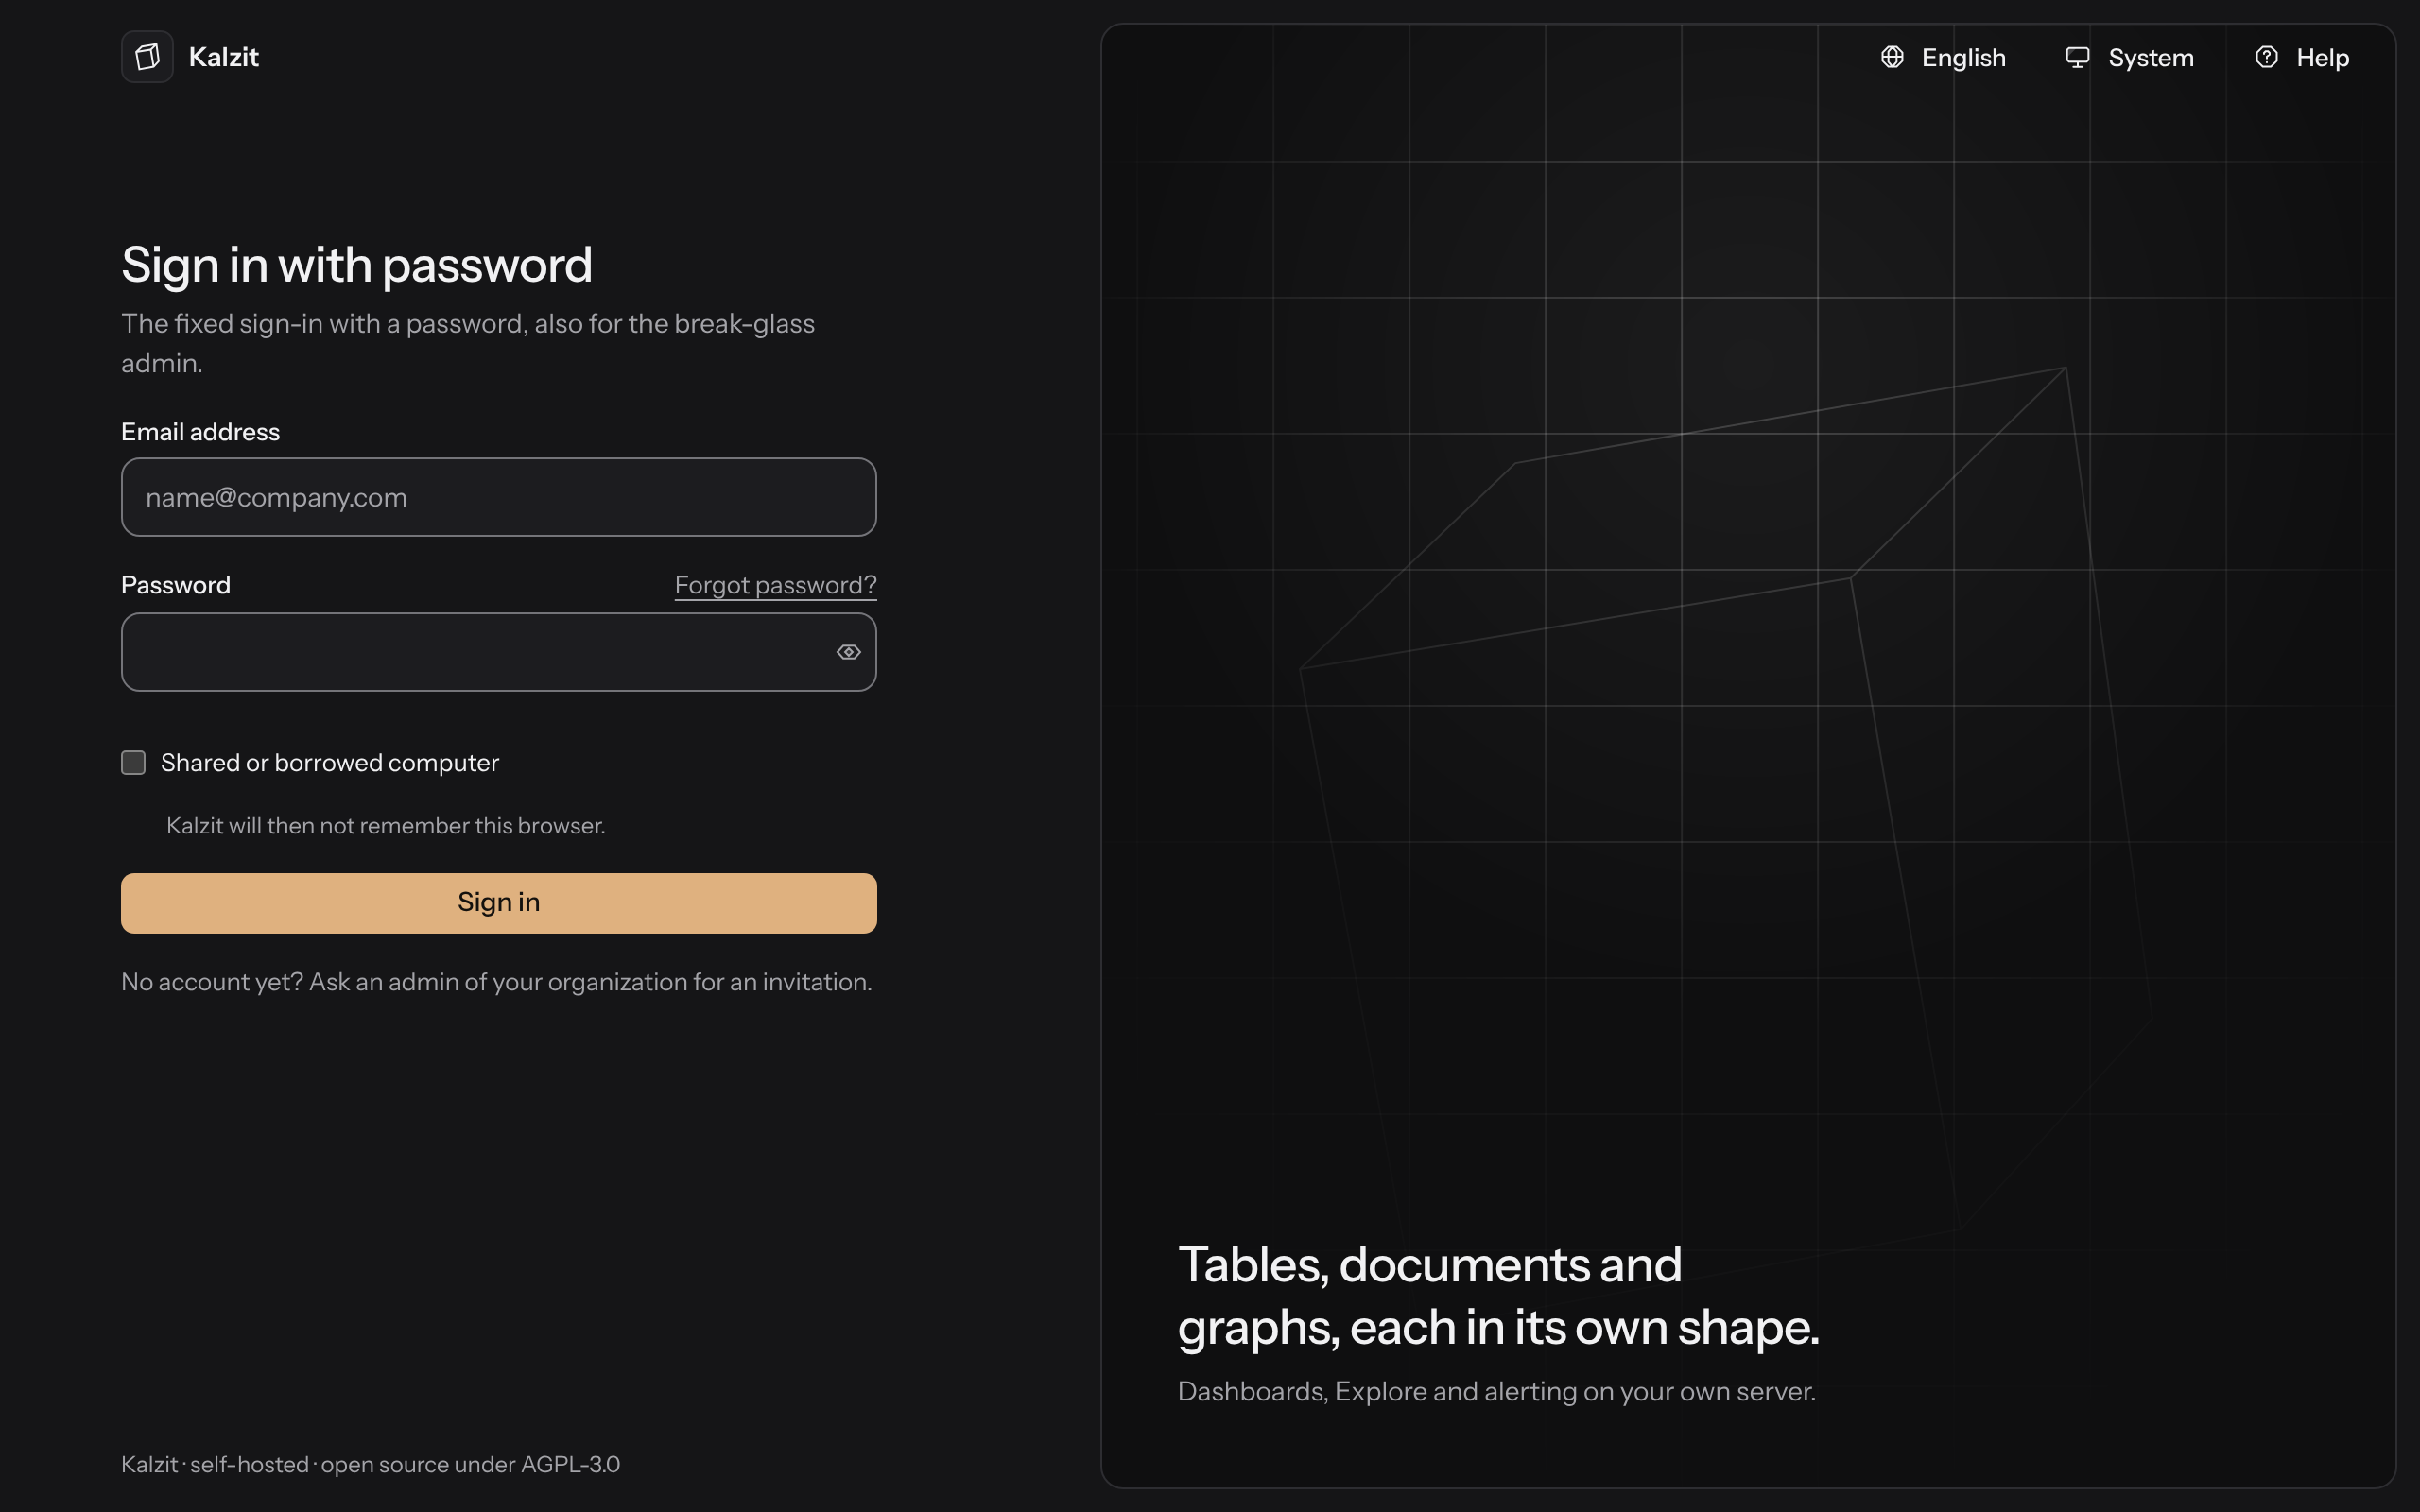 Kalzit
English
System
Help
Sign in with password
The fixed sign-in with a password, also for the break-glass
admin.
Email address
name@company.com
Password
Forgot password?
Shared or borrowed computer
Kalzit will then not remember this browser.
Sign in
No account yet? Ask an admin of your organization for an invitation.
Tables, documents and
graphs, each in its own shape.
Dashboards, Explore and alerting on your own server.
Kalzit · self-hosted · open source under AGPL-3.0